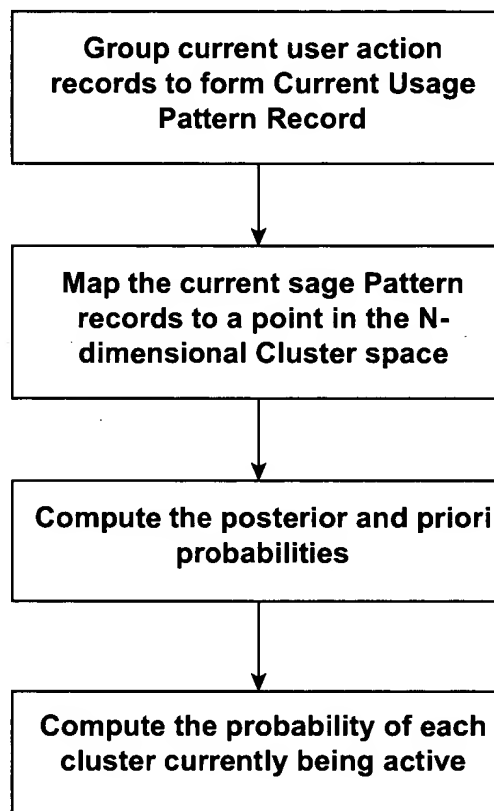 Group current user action
records to form Current Usage
Pattern Record
Map the current sage Pattern
records to a point in the N-
dimensional Cluster space
Compute the posterior and priori
probabilities
Compute the probability of each
cluster currently being active